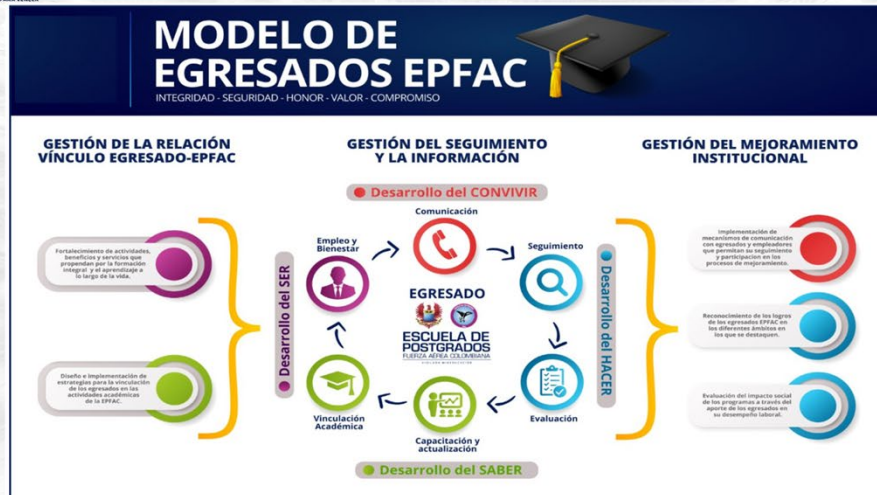 MODELO DE
EGRESADOS EPFAC
INTEGRIDAD - SEGURIDAD - HONOR - VALOR - COMPROMISO
GESTIÓN DE LA RELACIÓN
VÍNCULO EGRESADO-EPFAC
Fortalecimiento de actividades,
beneficios y servicios que
propendan por la formación
integral y el aprendizaje a
lo largo de la vida.
Diseño e implementación de
estrategias para la vinculación
de los egresados en las
actividades académicas
de la EPFAC.
GESTIÓN DEL SEGUIMIENTO
Y LA INFORMACIÓN
Desarrollo del CONVIVIR
Comunicación
Empleo y
Bienestar
Seguimiento
Desarrollo del SER
Desarrollo del HACER
EGRESADO
ESCUELA DE
POSTGRADOS
FUERZA AÉREA COLOMBIANA
Vinculación
Académica
Evaluación
Capacitación y
actualización
Desarrollo del SABER
GESTIÓN DEL MEJORAMIENTO
INSTITUCIONAL
Implementación de
mecanismos de comunicación
con egresados y empleadores
que permitan su seguimiento
y participacion en los
procesos de mejoramiento.
Reconocimiento de los logros
de los egresados EPFAC en
los diferentes ámbitos en
los que se destaquen.
Evaluación del impacto social
de los programas a través del
aporte de los egresados en
su desempeño laboral.